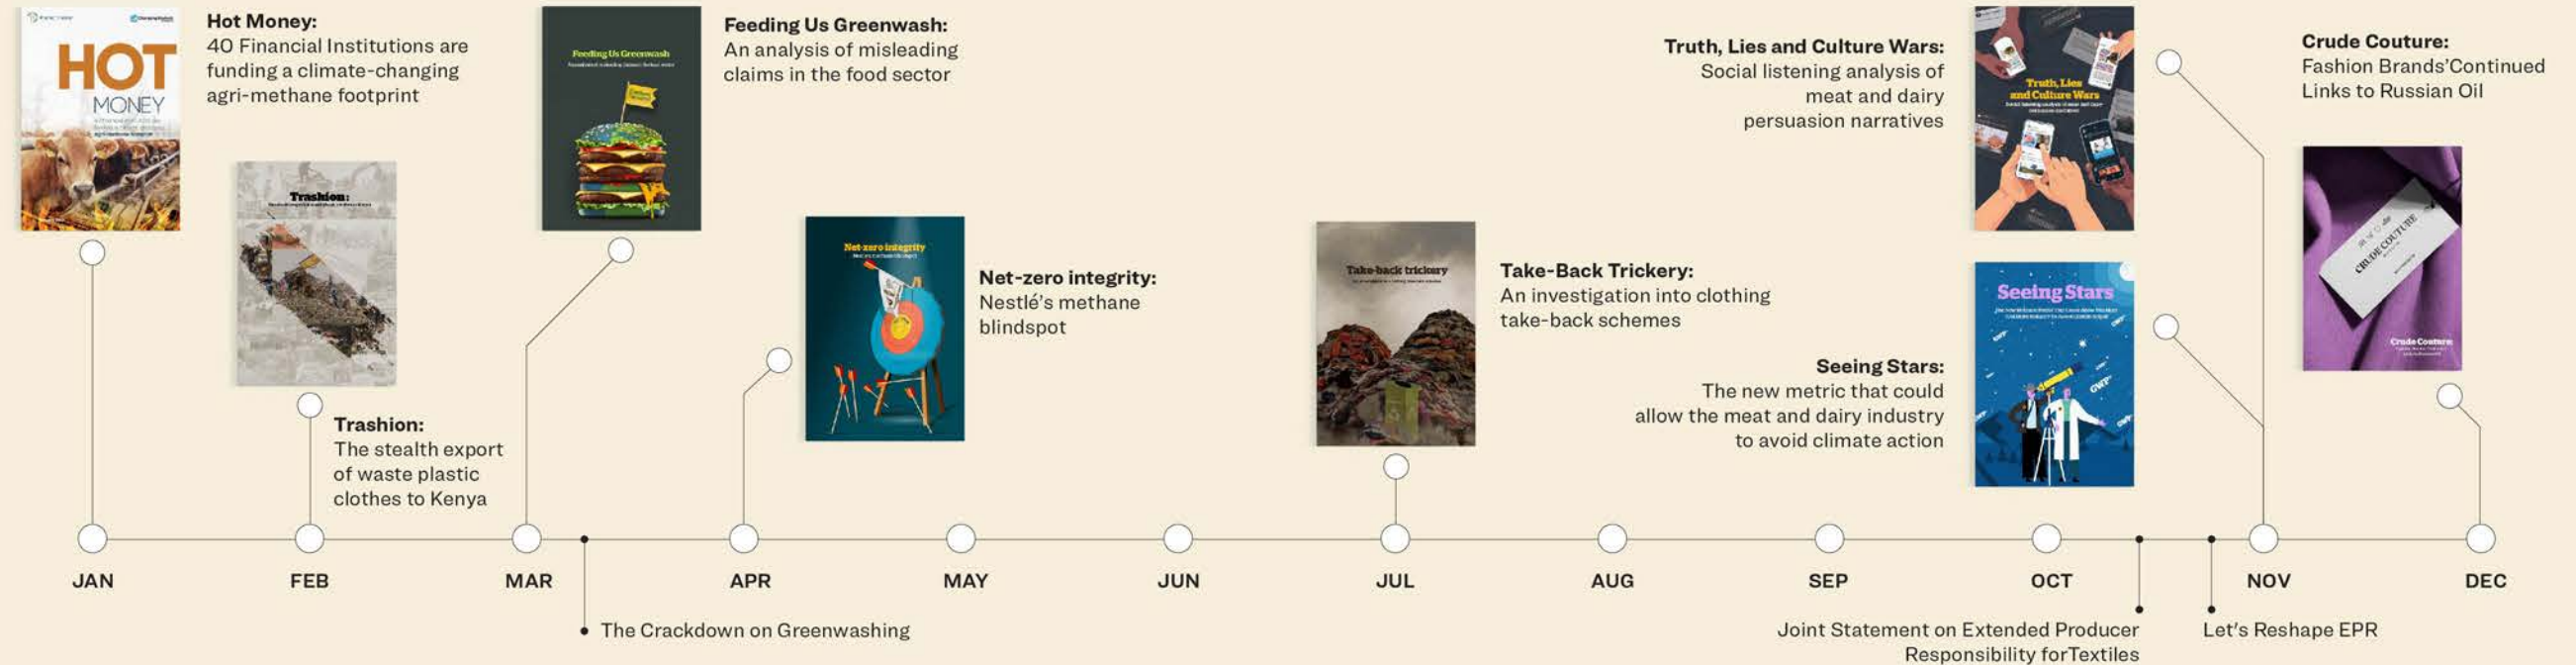 HOT
MONEY
Hot Money:
40 Financial Institutions are
funding a climate-changing
agri-methane footprint
Trashion:
Trashion:
The stealth export
of waste plastic
clothes to Kenya
Feeding Us Greenwash
Feeding Us Greenwash:
An analysis of misleading
claims in the food sector
Net-zero integrity
Net-zero integrity:
Nestlé's methane
blindspot
Take-back trickery
Take-Back Trickery:
An investigation into clothing
take-back schemes
Truth, Lies and Culture Wars:
Social listening analysis of
meat and dairy
persuasion narratives
Truth, Lies
and Culture Wars
Seeing Stars:
The new metric that could
allow the meat and dairy industry
to avoid climate action
Seeing Stars
GWP*
Crude Couture:
Fashion Brands'Continued
Links to Russian Oil
CRUDE COUTURE
Crude Couture:
JAN
FEB
MAR
APR
MAY
JUN
JUL
AUG
SEP
OCT
NOV
DEC
The Crackdown on Greenwashing
Joint Statement on Extended Producer
Responsibility forTextiles
Let's Reshape EPR